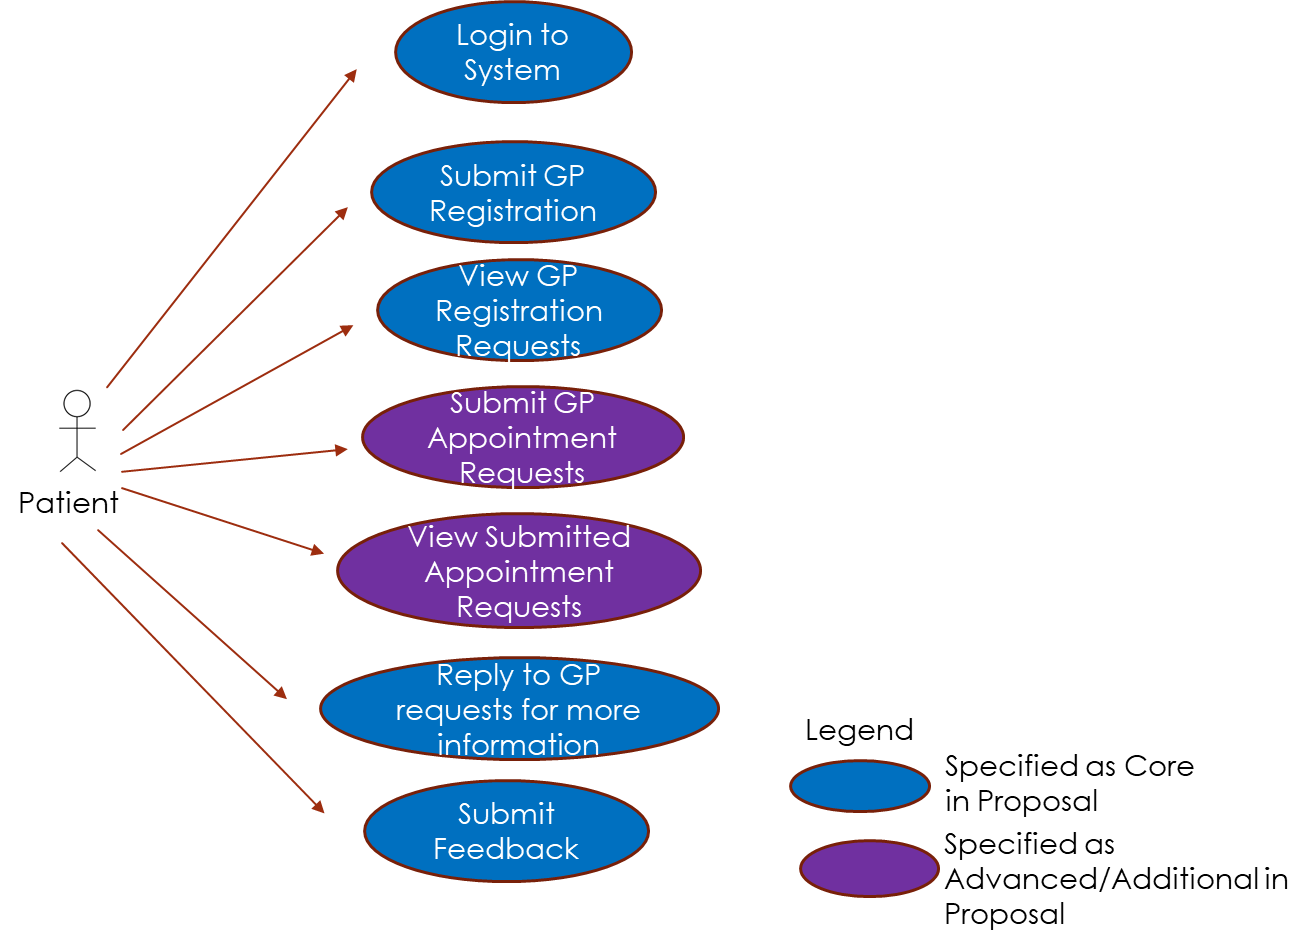 Login to
System
Submit GP
Registration
View GP
Registration
Requests
Submit GP
Appointment
Requests
Patient
View Submitted
Appointment
Requests
Reply to GP
requests for more
information
Submit
Feedback
Legend
Specified as Core
in Proposal
Specified as
Advanced/Additional in
Proposal